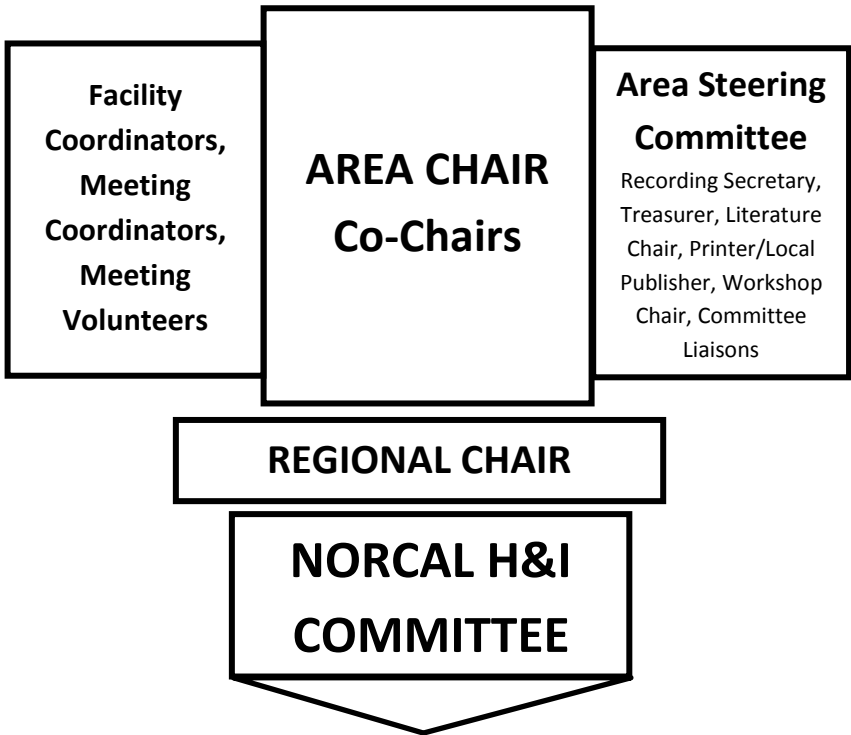 Facility
Coordinators,
Meeting
Coordinators,
Meeting
Volunteers
AREA CHAIR
Co-Chairs
Area Steering
Committee
Recording Secretary,
Treasurer, Literature
Chair, Printer/Local
Publisher, Workshop
Chair, Committee
Liaisons
REGIONAL CHAIR
NORCAL H&I
COMMITTEE